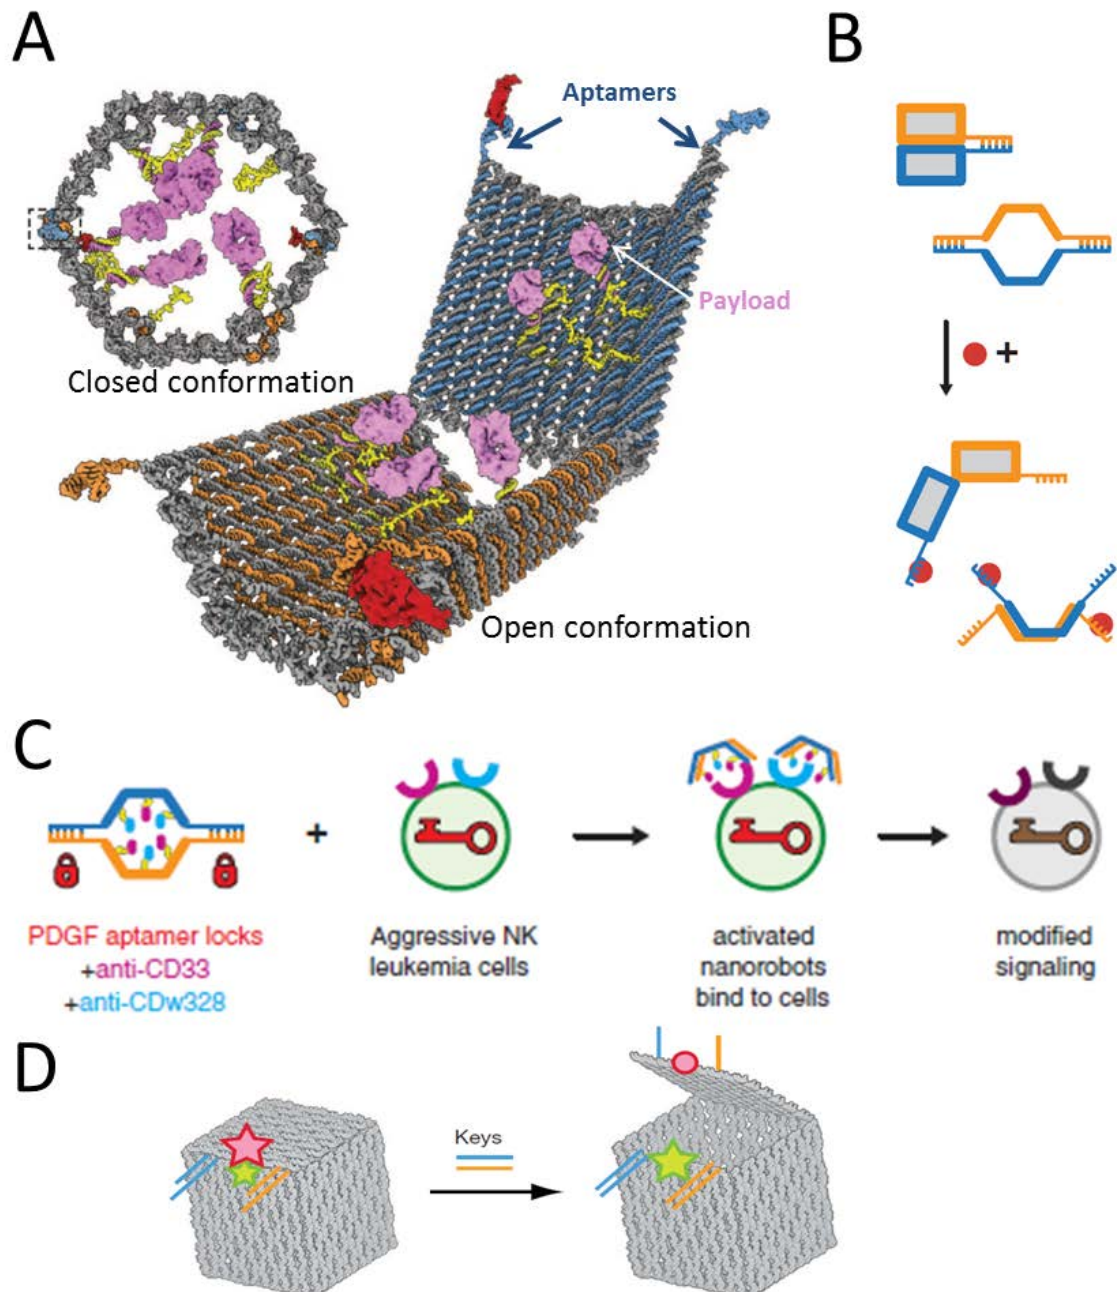 A
B
Aptamers
Payload
Closed conformation
+
Open conformation
C
+
PDGF aptamer locks
+anti-CD33
+anti-CDw328
Aggressive NK
leukemia cells
activated
nanorobots
bind to cells
modified
signaling
D
Keys